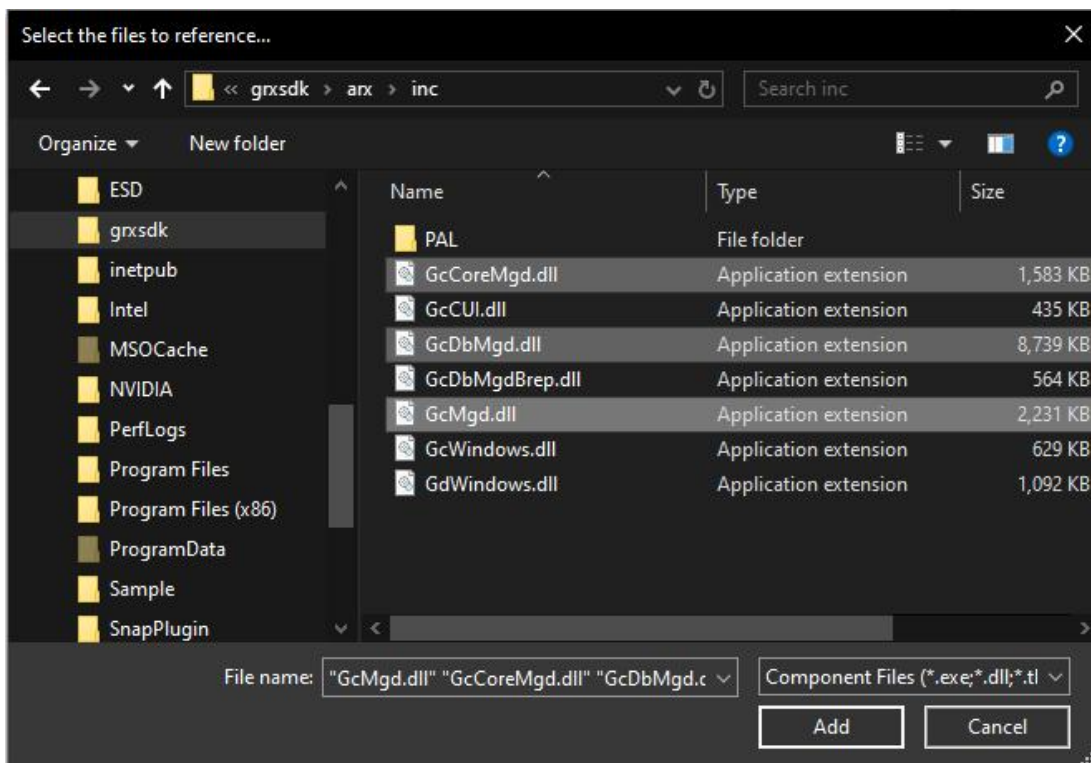 Select the files to reference...
« grxsdk › arx › inc
Search inc
Organize
New folder
Name Type Size
ESD
grxsdk
inetpub
Intel
MSOCache
NVIDIA
PerfLogs
Program Files
Program Files (x86)
ProgramData
Sample
SnapPlugin
PAL File folder
GcCoreMgd.dll Application extension 1,583 KB
GcCUI.dll Application extension 435 KB
GcDbMgd.dll Application extension 8,739 KB
GcDbMgdBrep.dll Application extension 564 KB
GcMgd.dll Application extension 2,231 KB
GcWindows.dll Application extension 629 KB
GdWindows.dll Application extension 1,092 KB
File name: "GcMgd.dll" "GcCoreMgd.dll" "GcDbMgd.c
Component Files (*.exe;*.dll;*.tl
Add Cancel